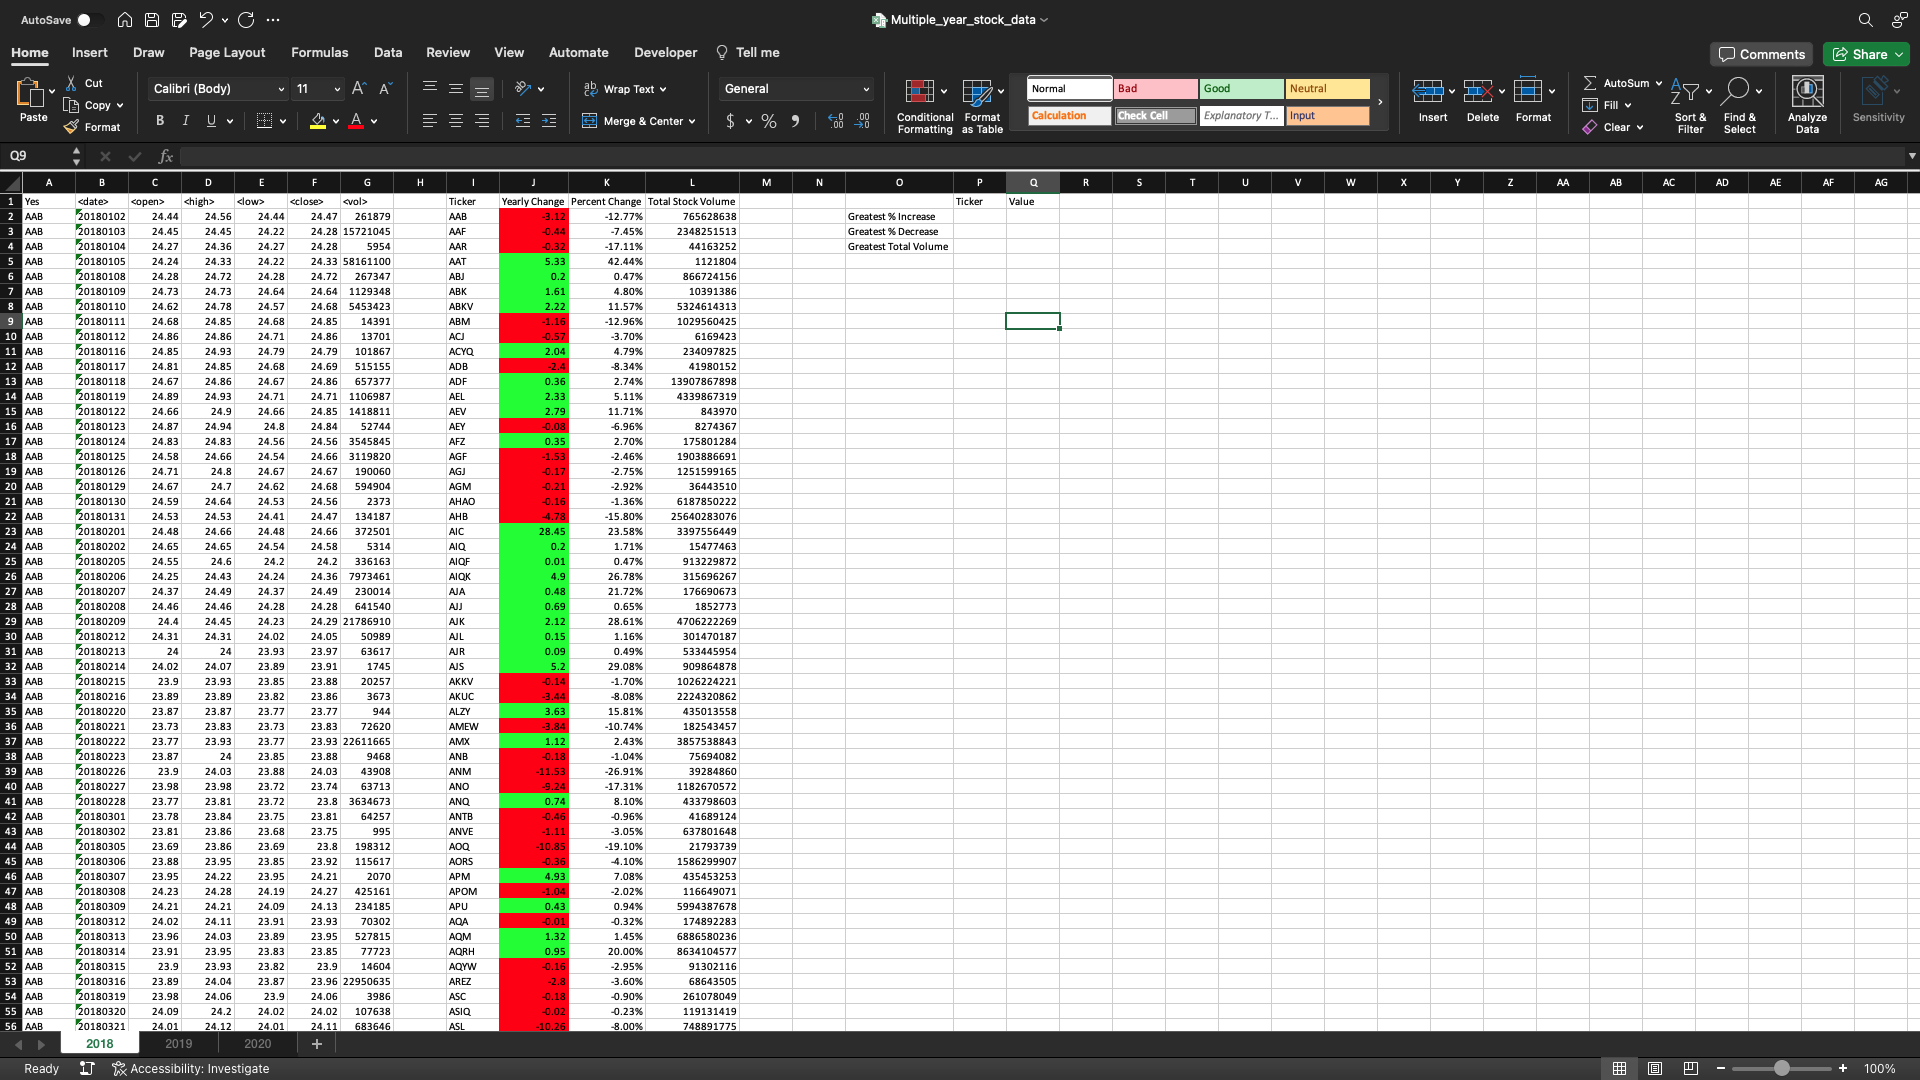 AutoSave
Multiple_year_stock_data
Home Insert Draw Page Layout Formulas Data Review View Automate Developer Tell me Comments Share
Paste Cut Copy Format
Calibri (Body) 11
B I U
Wrap Text
Merge & Center
General
$ % 9
Conditional Formatting Format as Table
Normal Bad Good Neutral
Calculation Check Cell Explanatory T... Input
Insert Delete Format
AutoSum Fill Clear
Sort & Filter Find & Select Analyze Data Sensitivity
Q9 fx
A B C D E F G H I J K L M N O P Q R S T U V W X Y Z AA AB AC AD AE AF AG
1 Yes <date> <open> <high> <low> <close> <vol> Ticker Yearly Change Percent Change Total Stock Volume Ticker Value
2 AAB 20180102 24.44 24.56 24.44 24.47 261879 AAB -3.12 -12.77% 765628638 Greatest % Increase
3 AAB 20180103 24.45 24.45 24.22 24.28 15721045 AAF -0.44 -7.45% 2348251513 Greatest % Decrease
4 AAB 20180104 24.27 24.36 24.27 24.28 5954 AAR -0.32 -17.11% 44163252 Greatest Total Volume
5 AAB 20180105 24.24 24.33 24.22 24.33 58161100 AAT 5.33 42.44% 1121804
6 AAB 20180108 24.28 24.72 24.28 24.72 267347 ABJ 0.2 0.47% 866724156
7 AAB 20180109 24.73 24.73 24.64 24.64 1129348 ABK 1.61 4.80% 10391386
8 AAB 20180110 24.62 24.78 24.57 24.68 5453423 ABKV 2.22 11.57% 5324614313
9 AAB 20180111 24.68 24.85 24.68 24.85 14391 ABM -1.16 -12.96% 1029560425
10 AAB 20180112 24.86 24.86 24.71 24.86 13701 ACJ -0.57 -3.70% 6169423
11 AAB 20180116 24.85 24.93 24.79 24.79 101867 ACYQ 2.04 4.79% 234097825
12 AAB 20180117 24.81 24.85 24.68 24.69 515155 ADB -2.4 -8.34% 41980152
13 AAB 20180118 24.67 24.86 24.67 24.86 657377 ADF 0.36 2.74% 13907867898
14 AAB 20180119 24.89 24.93 24.71 24.71 1106987 AEL 2.33 5.11% 4339867319
15 AAB 20180122 24.66 24.9 24.66 24.85 1418811 AEV 2.79 11.71% 843970
16 AAB 20180123 24.87 24.94 24.8 24.84 52744 AEY -0.08 -6.96% 8274367
17 AAB 20180124 24.83 24.83 24.56 24.56 3545845 AFZ 0.35 2.70% 175801284
18 AAB 20180125 24.58 24.66 24.54 24.66 3119820 AGF -1.53 -2.46% 1903886691
19 AAB 20180126 24.71 24.8 24.67 24.67 190060 AGJ -0.17 -2.75% 1251599165
20 AAB 20180129 24.67 24.7 24.62 24.68 594904 AGM -0.21 -2.92% 36443510
21 AAB 20180130 24.59 24.64 24.53 24.56 2373 AHAO -0.16 -1.36% 6187850222
22 AAB 20180131 24.53 24.53 24.41 24.47 134187 AHB -4.78 -15.80% 25640283076
23 AAB 20180201 24.48 24.66 24.48 24.66 372501 AIC 28.45 23.58% 3397556449
24 AAB 20180202 24.65 24.65 24.54 24.58 5314 AIQ 0.2 1.71% 15477463
25 AAB 20180205 24.55 24.6 24.2 24.2 336163 AIQF 0.01 0.47% 913229872
26 AAB 20180206 24.25 24.43 24.24 24.36 7973461 AIQK 4.9 26.78% 315696267
27 AAB 20180207 24.37 24.49 24.37 24.49 230014 AJA 0.48 21.72% 176690673
28 AAB 20180208 24.46 24.46 24.28 24.28 641540 AJJ 0.69 0.65% 1852773
29 AAB 20180209 24.4 24.45 24.23 24.29 21786910 AJK 2.12 28.61% 4706222269
30 AAB 20180212 24.31 24.31 24.02 24.05 50989 AJL 0.15 1.16% 301470187
31 AAB 20180213 24 24 23.93 23.97 63617 AJR 0.09 0.49% 533445954
32 AAB 20180214 24.02 24.07 23.89 23.91 1745 AJS 5.2 29.08% 909864878
33 AAB 20180215 23.9 23.93 23.85 23.88 20257 AKKV -0.14 -1.70% 1026224221
34 AAB 20180216 23.89 23.89 23.82 23.86 3673 AKUC -3.44 -8.08% 2224320862
35 AAB 20180220 23.87 23.87 23.77 23.77 944 ALZY 3.63 15.81% 435013558
36 AAB 20180221 23.73 23.83 23.73 23.83 72620 AMEW -3.84 -10.74% 182543457
37 AAB 20180222 23.77 23.93 23.77 23.93 22611665 AMX 1.12 2.43% 3857538843
38 AAB 20180223 23.87 24 23.85 23.88 9468 ANB -0.18 -1.04% 75694082
39 AAB 20180226 23.9 24.03 23.88 24.03 43908 ANM -11.53 -26.91% 39284860
40 AAB 20180227 23.98 23.98 23.72 23.74 63713 ANO -9.24 -17.31% 1182670572
41 AAB 20180228 23.77 23.81 23.72 23.8 3634673 ANQ 0.74 8.10% 433798603
42 AAB 20180301 23.78 23.84 23.75 23.81 64257 ANTB -0.46 -0.96% 41689124
43 AAB 20180302 23.81 23.86 23.68 23.75 995 ANVE -1.11 -3.05% 637801648
44 AAB 20180305 23.69 23.86 23.69 23.8 198312 AOQ -10.85 -19.10% 21793739
45 AAB 20180306 23.88 23.95 23.85 23.92 115617 AORS -0.36 -4.10% 1586299907
46 AAB 20180307 23.95 24.22 23.95 24.21 2070 APM 4.93 7.08% 435453253
47 AAB 20180308 24.23 24.28 24.19 24.27 425161 APOM -1.04 -2.02% 116649071
48 AAB 20180309 24.21 24.21 24.09 24.13 234185 APU 0.43 0.94% 5994387678
49 AAB 20180312 24.02 24.11 23.91 23.93 70302 AQA -0.01 -0.32% 174892283
50 AAB 20180313 23.96 24.03 23.89 23.95 527815 AQM 1.32 1.45% 6886580236
51 AAB 20180314 23.91 23.95 23.83 23.85 77723 AQRH 0.95 20.00% 8634104577
52 AAB 20180315 23.9 23.93 23.82 23.9 14604 AQYW -0.16 -2.95% 91302116
53 AAB 20180316 23.89 24.04 23.87 23.96 22950635 AREZ -2.8 -3.60% 68643505
54 AAB 20180319 23.98 24.06 23.9 24.06 3986 ASC -0.18 -0.90% 261078049
55 AAB 20180320 24.09 24.2 24.02 24.02 107638 ASIQ -0.02 -0.23% 119131419
56 AAB 20180321 24.01 24.12 24.01 24.11 683646 ASL -10.26 -8.00% 748891775
2018 2019 2020 +
Ready Accessibility: Investigate 100%